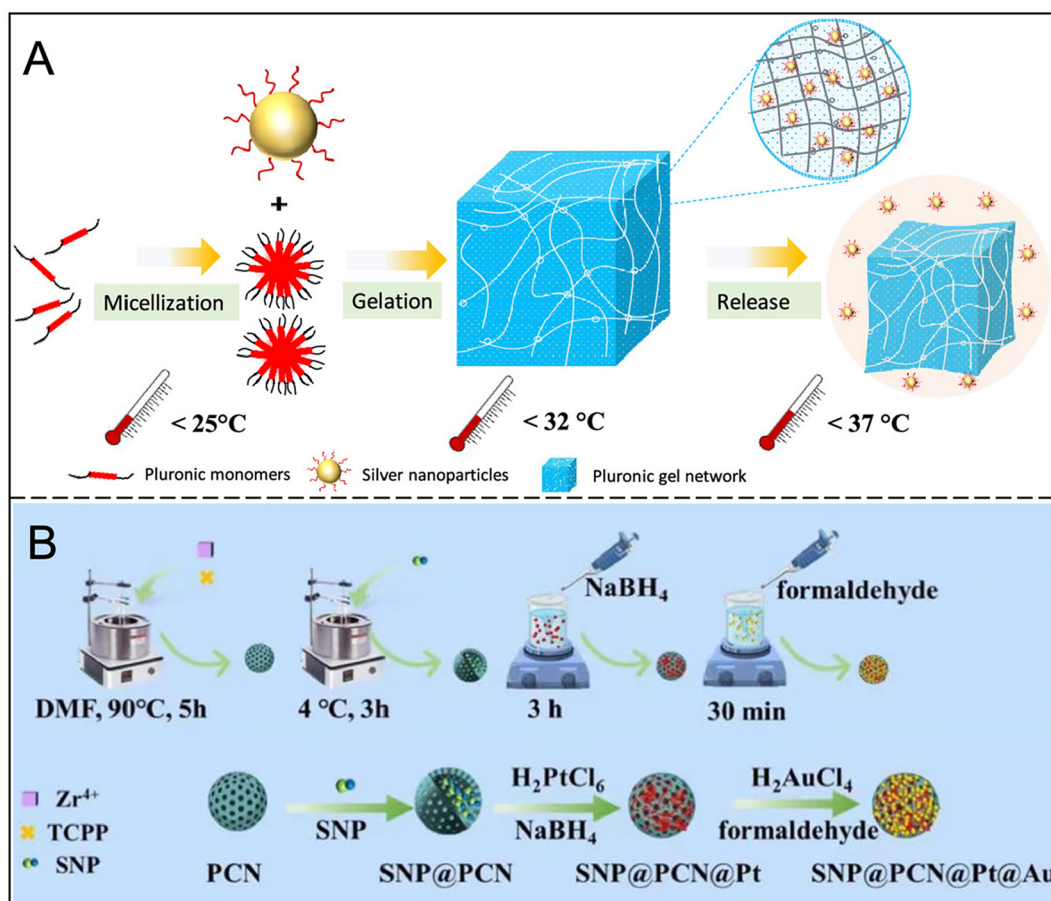 A
+
Micellization
Gelation
Release
< 25°C
< 32 °C
< 37 °C
Pluronic monomers
Silver nanoparticles
Pluronic gel network
B
NaBH4
formaldehyde
DMF, 90°C, 5h
4 °C, 3h
3 h
30 min
Zr4+
TCPP
SNP
SNP
H2PtCl6
NaBH4
H2AuCl4
formaldehyde
PCN
SNP@PCN
SNP@PCN@Pt
SNP@PCN@Pt@Au